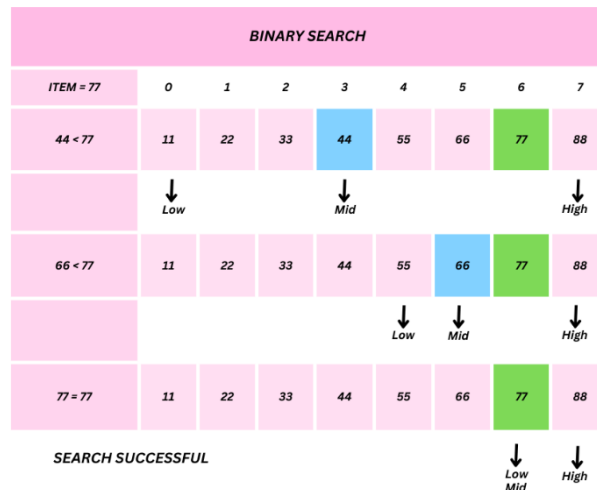 BINARY SEARCH
ITEM = 77 0 1 2 3 4 5 6 7
44 < 77 11 22 33 44 55 66 77 88
Low Mid High
66 < 77 11 22 33 44 55 66 77 88
Low Mid High
77 = 77 11 22 33 44 55 66 77 88
SEARCH SUCCESSFUL
Low High
Mid